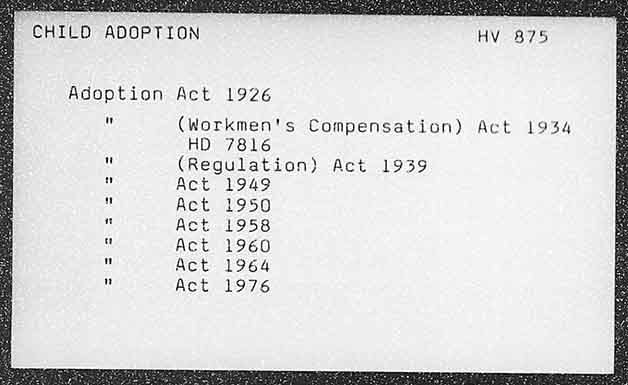 CHILD ADOPTION HV 875
Adoption Act 1926
" (Workmen's Compensation) Act 1934
HD 7816
" (Regulation) Act 1939
" Act 1949
" Act 1950
" Act 1958
" Act 1960
" Act 1964
" Act 1976